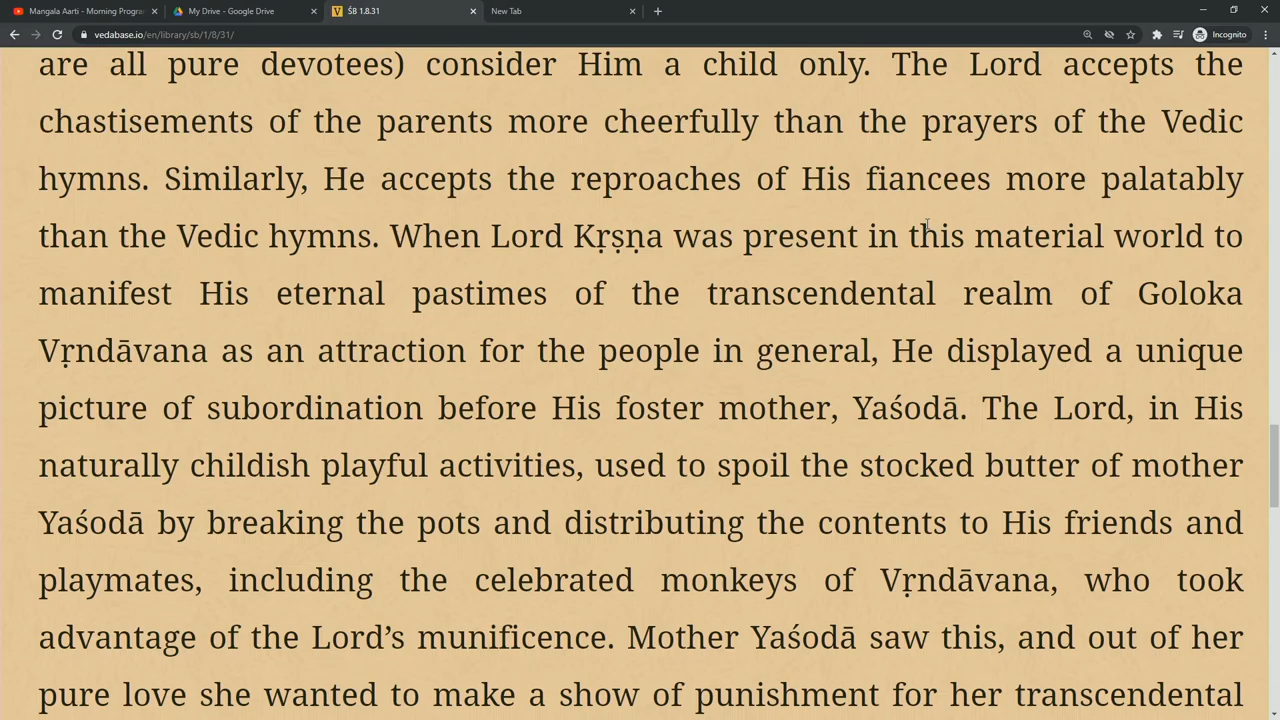 Mangala Aarti - Morning Progra
My Drive - Google Drive
V ŚB 1.8.31
New Tab
vedabase.io/en/library/sb/1/8/31/
Incognito
are all pure devotees) consider Him a child only. The Lord accepts the
chastisements of the parents more cheerfully than the prayers of the Vedic
hymns. Similarly, He accepts the reproaches of His fiancees more palatably
than the Vedic hymns. When Lord Kṛṣṇa was present in this material world to
manifest His eternal pastimes of the transcendental realm of Goloka
Vṛndāvana as an attraction for the people in general, He displayed a unique
picture of subordination before His foster mother, Yaśodā. The Lord, in His
naturally childish playful activities, used to spoil the stocked butter of mother
Yaśodā by breaking the pots and distributing the contents to His friends and
playmates, including the celebrated monkeys of Vṛndāvana, who took
advantage of the Lord’s munificence. Mother Yaśodā saw this, and out of her
pure love she wanted to make a show of punishment for her transcendental